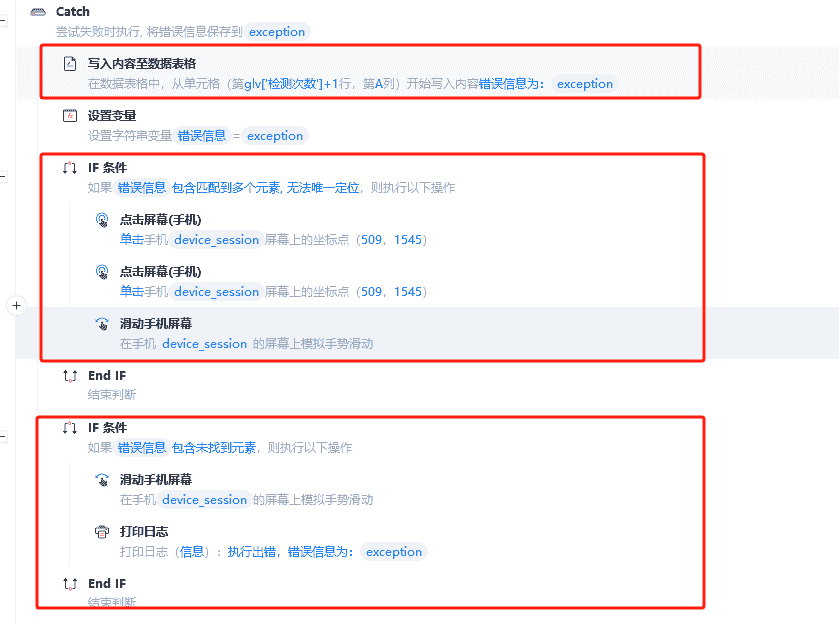 Catch
尝试失败时执行, 将错误信息保存到 exception
写入内容至数据表格
在数据表格中，从单元格（第glv['检测次数']+1行，第A列）开始写入内容错误信息为： exception
设置变量
设置字符串变量 错误信息 = exception
IF 条件
如果 错误信息 包含匹配到多个元素, 无法唯一定位，则执行以下操作
点击屏幕(手机)
单击手机 device_session 屏幕上的坐标点（509，1545）
点击屏幕(手机)
单击手机 device_session 屏幕上的坐标点（509，1545）
滑动手机屏幕
在手机 device_session 的屏幕上模拟手势滑动
End IF
结束判断
IF 条件
如果 错误信息 包含未找到元素，则执行以下操作
滑动手机屏幕
在手机 device_session 的屏幕上模拟手势滑动
打印日志
打印日志（信息）：执行出错，错误信息为： exception
End IF
结束判断